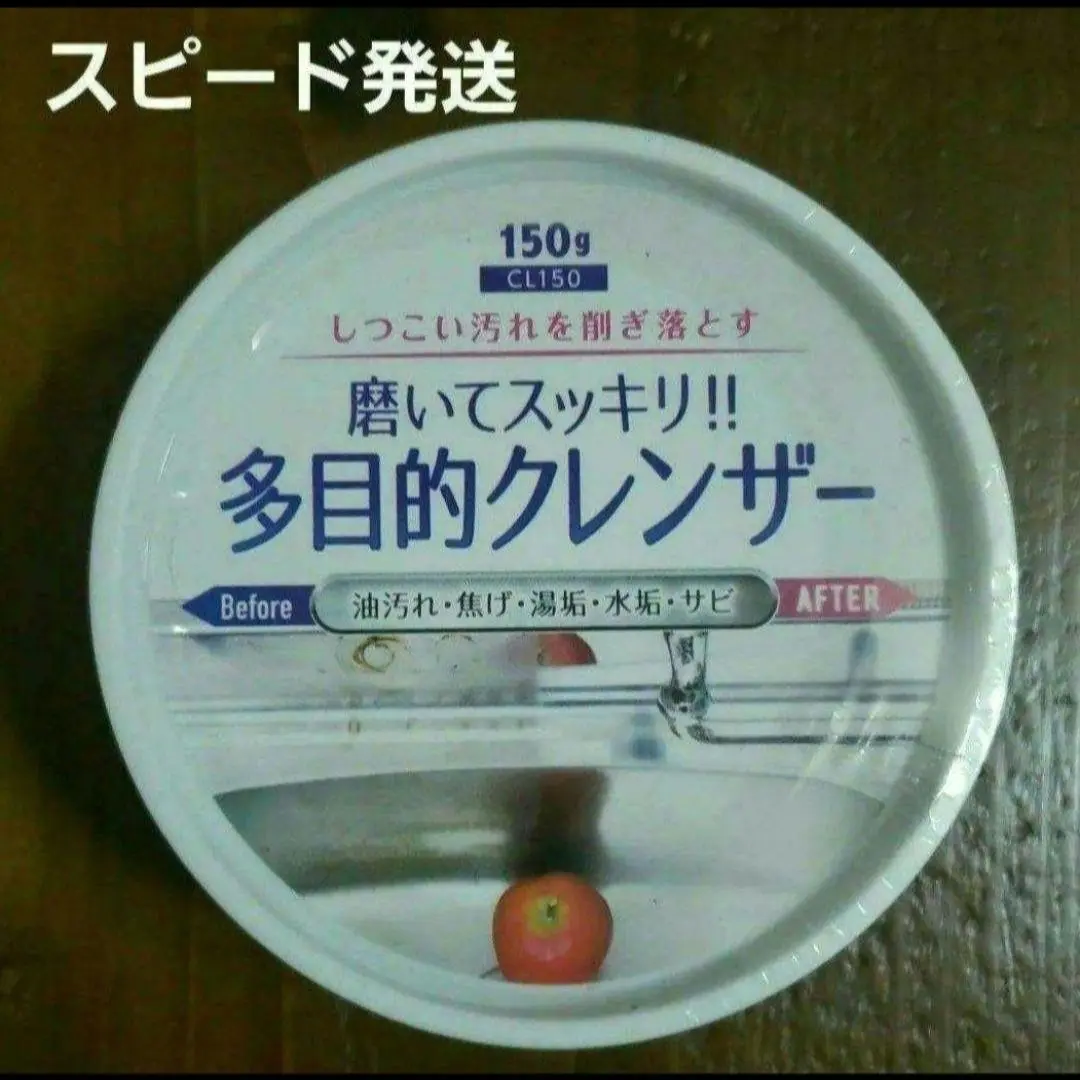 スピード発送
150g
CL150
しつこい汚れを削ぎ落とす
磨いてスッキリ!!
多目的クレンザー
Before
油汚れ・焦げ・湯垢・水垢・サビ
AFTER